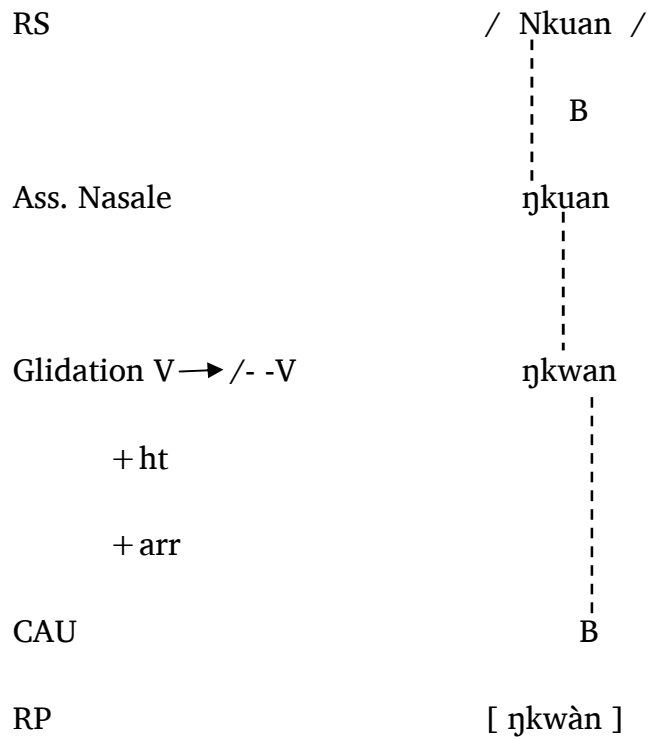 RS / Nkuan /
B
Ass. Nasale ŋkuan
Glidation V→/- -V ŋkwan
+ht
+arr
CAU B
RP [ ŋkwàn ]